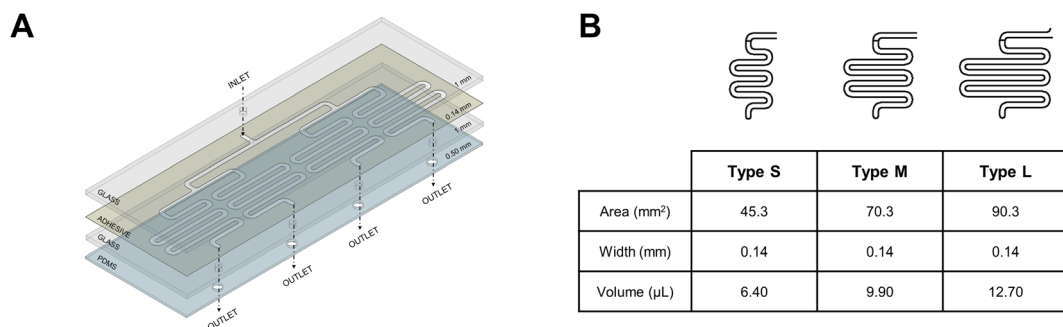 A
INLET
1 mm
0.14 mm
1 mm
0.50 mm
GLASS
ADHESIVE
GLASS
PDMS
OUTLET
OUTLET
OUTLET
OUTLET
B
Type S Type M Type L
Area (mm²) 45.3 70.3 90.3
Width (mm) 0.14 0.14 0.14
Volume (µL) 6.40 9.90 12.70